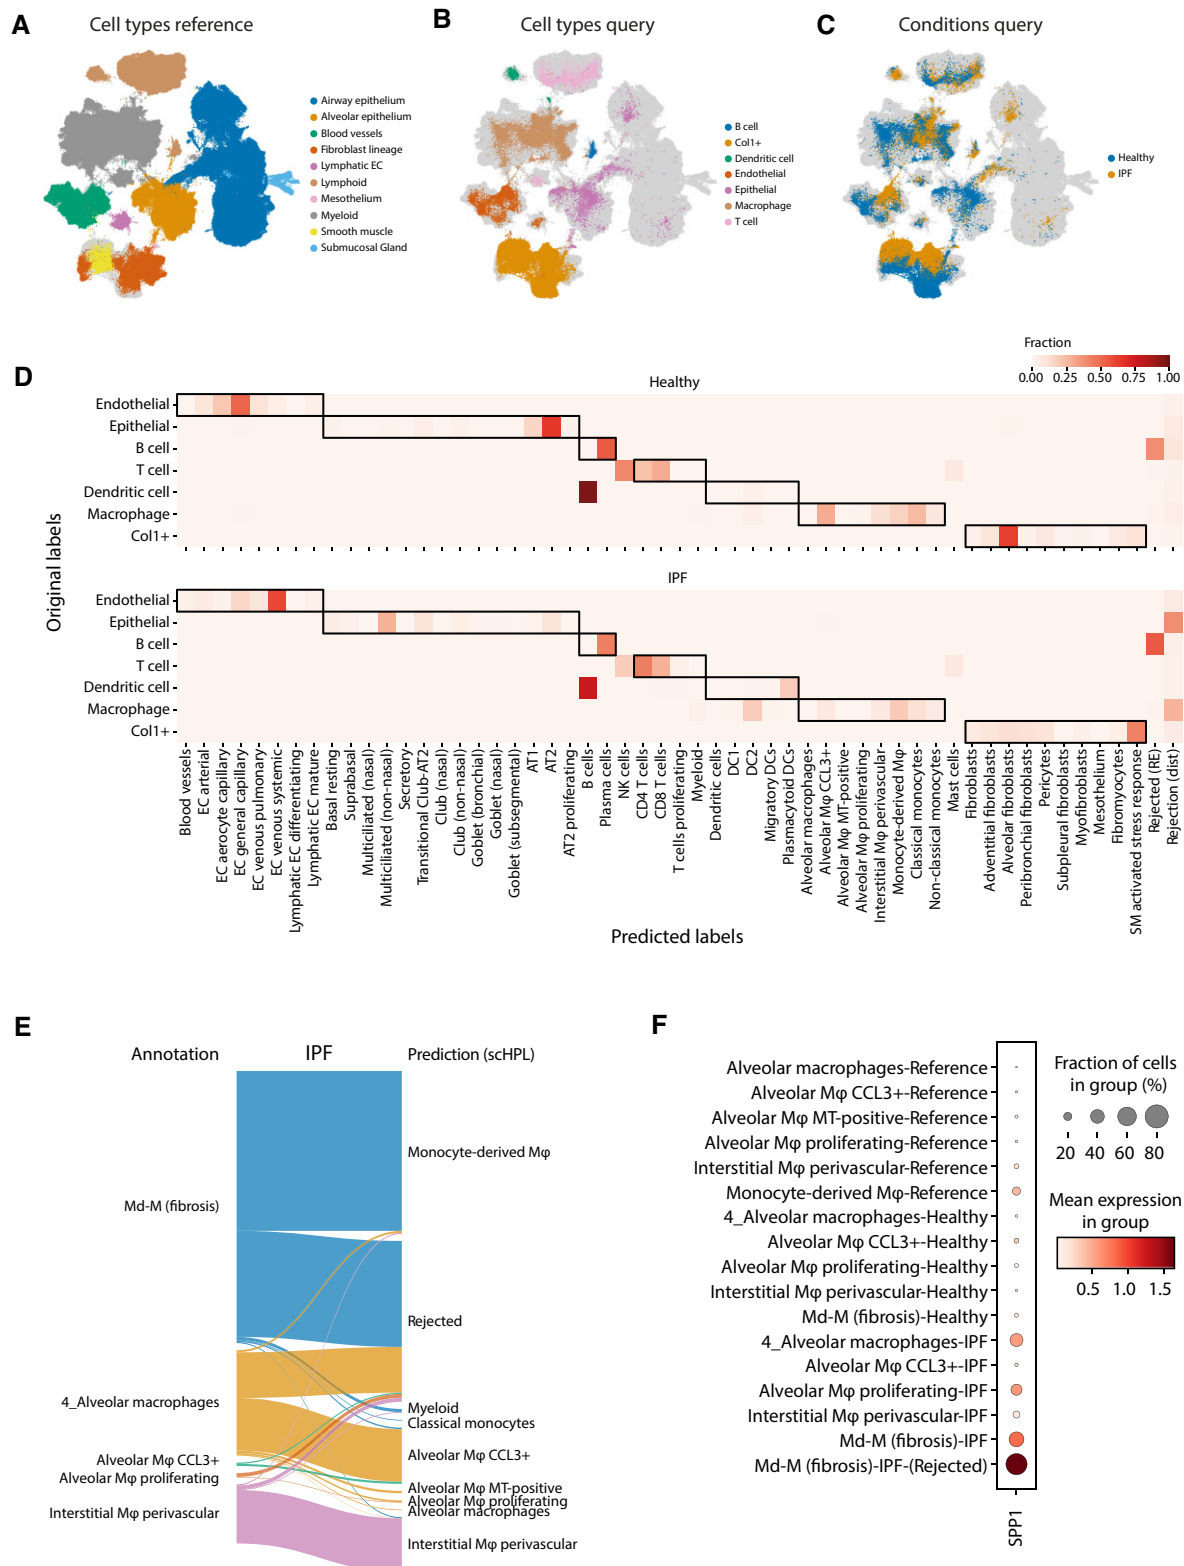 A
Cell types reference
Airway epithelium
Alveolar epithelium
Blood vessels
Fibroblast lineage
Lymphatic EC
Lymphoid
Mesothelium
Myeloid
Smooth muscle
Submucosal Gland
B
Cell types query
B cell
Col1+
Dendritic cell
Endothelial
Epithelial
Macrophage
T cell
C
Conditions query
Healthy
IPF
D
Fraction
0.00 0.25 0.50 0.75 1.00
Healthy
Endothelial
Epithelial
B cell
T cell
Dendritic cell
Macrophage
Col1+
Original labels
IPF
Endothelial
Epithelial
B cell
T cell
Dendritic cell
Macrophage
Col1+
Blood vessels
EC arterial
EC aerocyte capillary
EC general capillary
EC venous pulmonary
EC venous systemic
Lymphatic EC differentiating
Lymphatic EC mature
Basal resting
Suprabasal
Multiciliated (nasal)
Multiciliated (non-nasal)
Secretory
Transitional Club-AT2
Club (nasal)
Club (non-nasal)
Goblet (bronchial)
Goblet (nasal)
Goblet (subsegmental)
AT1
AT2
AT2 proliferating
B cells
Plasma cells
NK cells
CD4 T cells
CD8 T cells
T cells proliferating
Myeloid
Dendritic cells
DC1
DC2
Migratory DCs
Plasmacytoid DCs
Alveolar macrophages
Alveolar Mφ CCL3+
Alveolar Mφ MT-positive
Alveolar Mφ proliferating
Interstitial Mφ perivascular
Monocyte-derived Mφ
Classical monocytes
Non-classical monocytes
Mast cells
Fibroblasts
Adventitial fibroblasts
Alveolar fibroblasts
Peribronchial fibroblasts
Pericytes
Subpleural fibroblasts
Myofibroblasts
Mesothelium
Fibromyocytes
SM activated stress response
Rejected (RE)
Rejection (dist)
Predicted labels
E
Annotation
IPF
Prediction (scHPL)
Md-M (fibrosis)
4_Alveolar macrophages
Alveolar Mφ CCL3+
Alveolar Mφ proliferating
Interstitial Mφ perivascular
Monocyte-derived Mφ
Rejected
Myeloid
Classical monocytes
Alveolar Mφ CCL3+
Alveolar Mφ MT-positive
Alveolar Mφ proliferating
Alveolar macrophages
Interstitial Mφ perivascular
F
Alveolar macrophages-Reference
Alveolar Mφ CCL3+-Reference
Alveolar Mφ MT-positive-Reference
Alveolar Mφ proliferating-Reference
Interstitial Mφ perivascular-Reference
Monocyte-derived Mφ-Reference
4_Alveolar macrophages-Healthy
Alveolar Mφ CCL3+-Healthy
Alveolar Mφ proliferating-Healthy
Interstitial Mφ perivascular-Healthy
Md-M (fibrosis)-Healthy
4_Alveolar macrophages-IPF
Alveolar Mφ CCL3+-IPF
Alveolar Mφ proliferating-IPF
Interstitial Mφ perivascular-IPF
Md-M (fibrosis)-IPF
Md-M (fibrosis)-IPF-(Rejected)
SPP1
Fraction of cells
in group (%)
20 40 60 80
Mean expression
in group
0.5 1.0 1.5